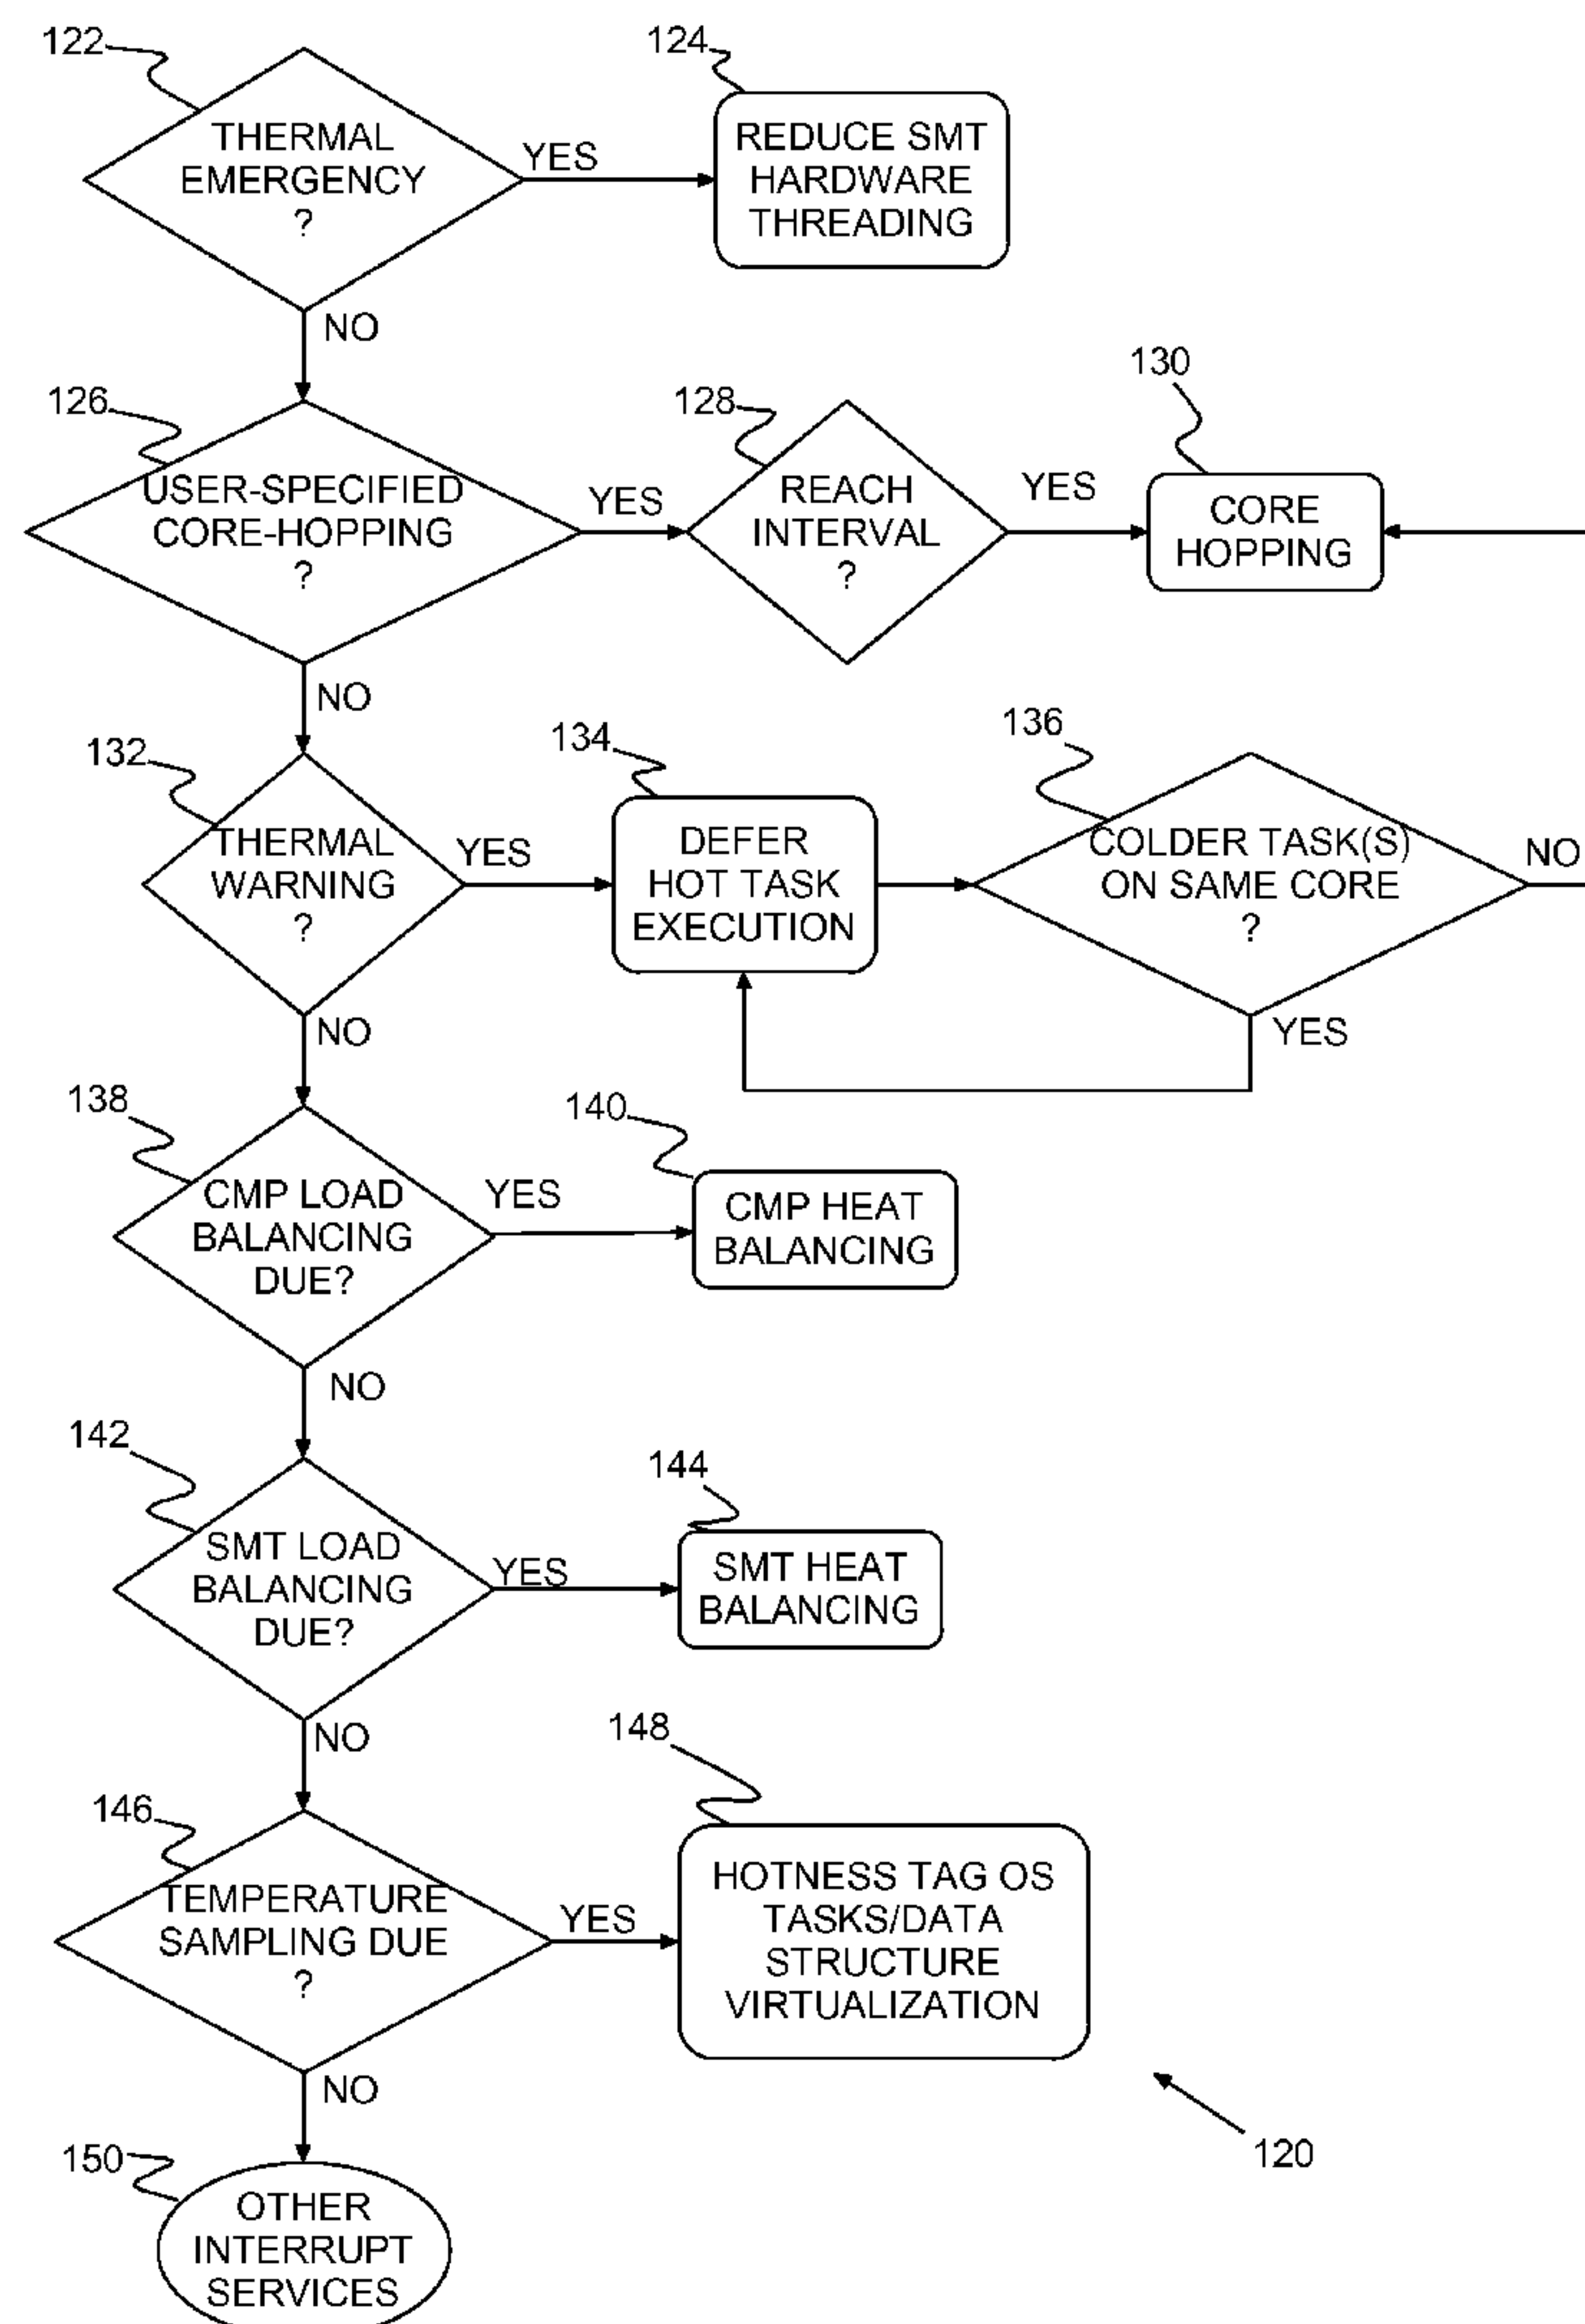 122
THERMAL
EMERGENCY
?
YES
124
REDUCE SMT
HARDWARE
THREADING
NO
126
USER-SPECIFIED
CORE-HOPPING
?
YES
128
REACH
INTERVAL
?
YES
130
CORE
HOPPING
NO
132
THERMAL
WARNING
?
YES
134
DEFER
HOT TASK
EXECUTION
136
COLDER TASK(S)
ON SAME CORE
?
NO
YES
NO
138
CMP LOAD
BALANCING
DUE?
YES
140
CMP HEAT
BALANCING
NO
142
SMT LOAD
BALANCING
DUE?
YES
144
SMT HEAT
BALANCING
NO
146
TEMPERATURE
SAMPLING DUE
?
YES
148
HOTNESS TAG OS
TASKS/DATA
STRUCTURE
VIRTUALIZATION
NO
120
150
OTHER
INTERRUPT
SERVICES